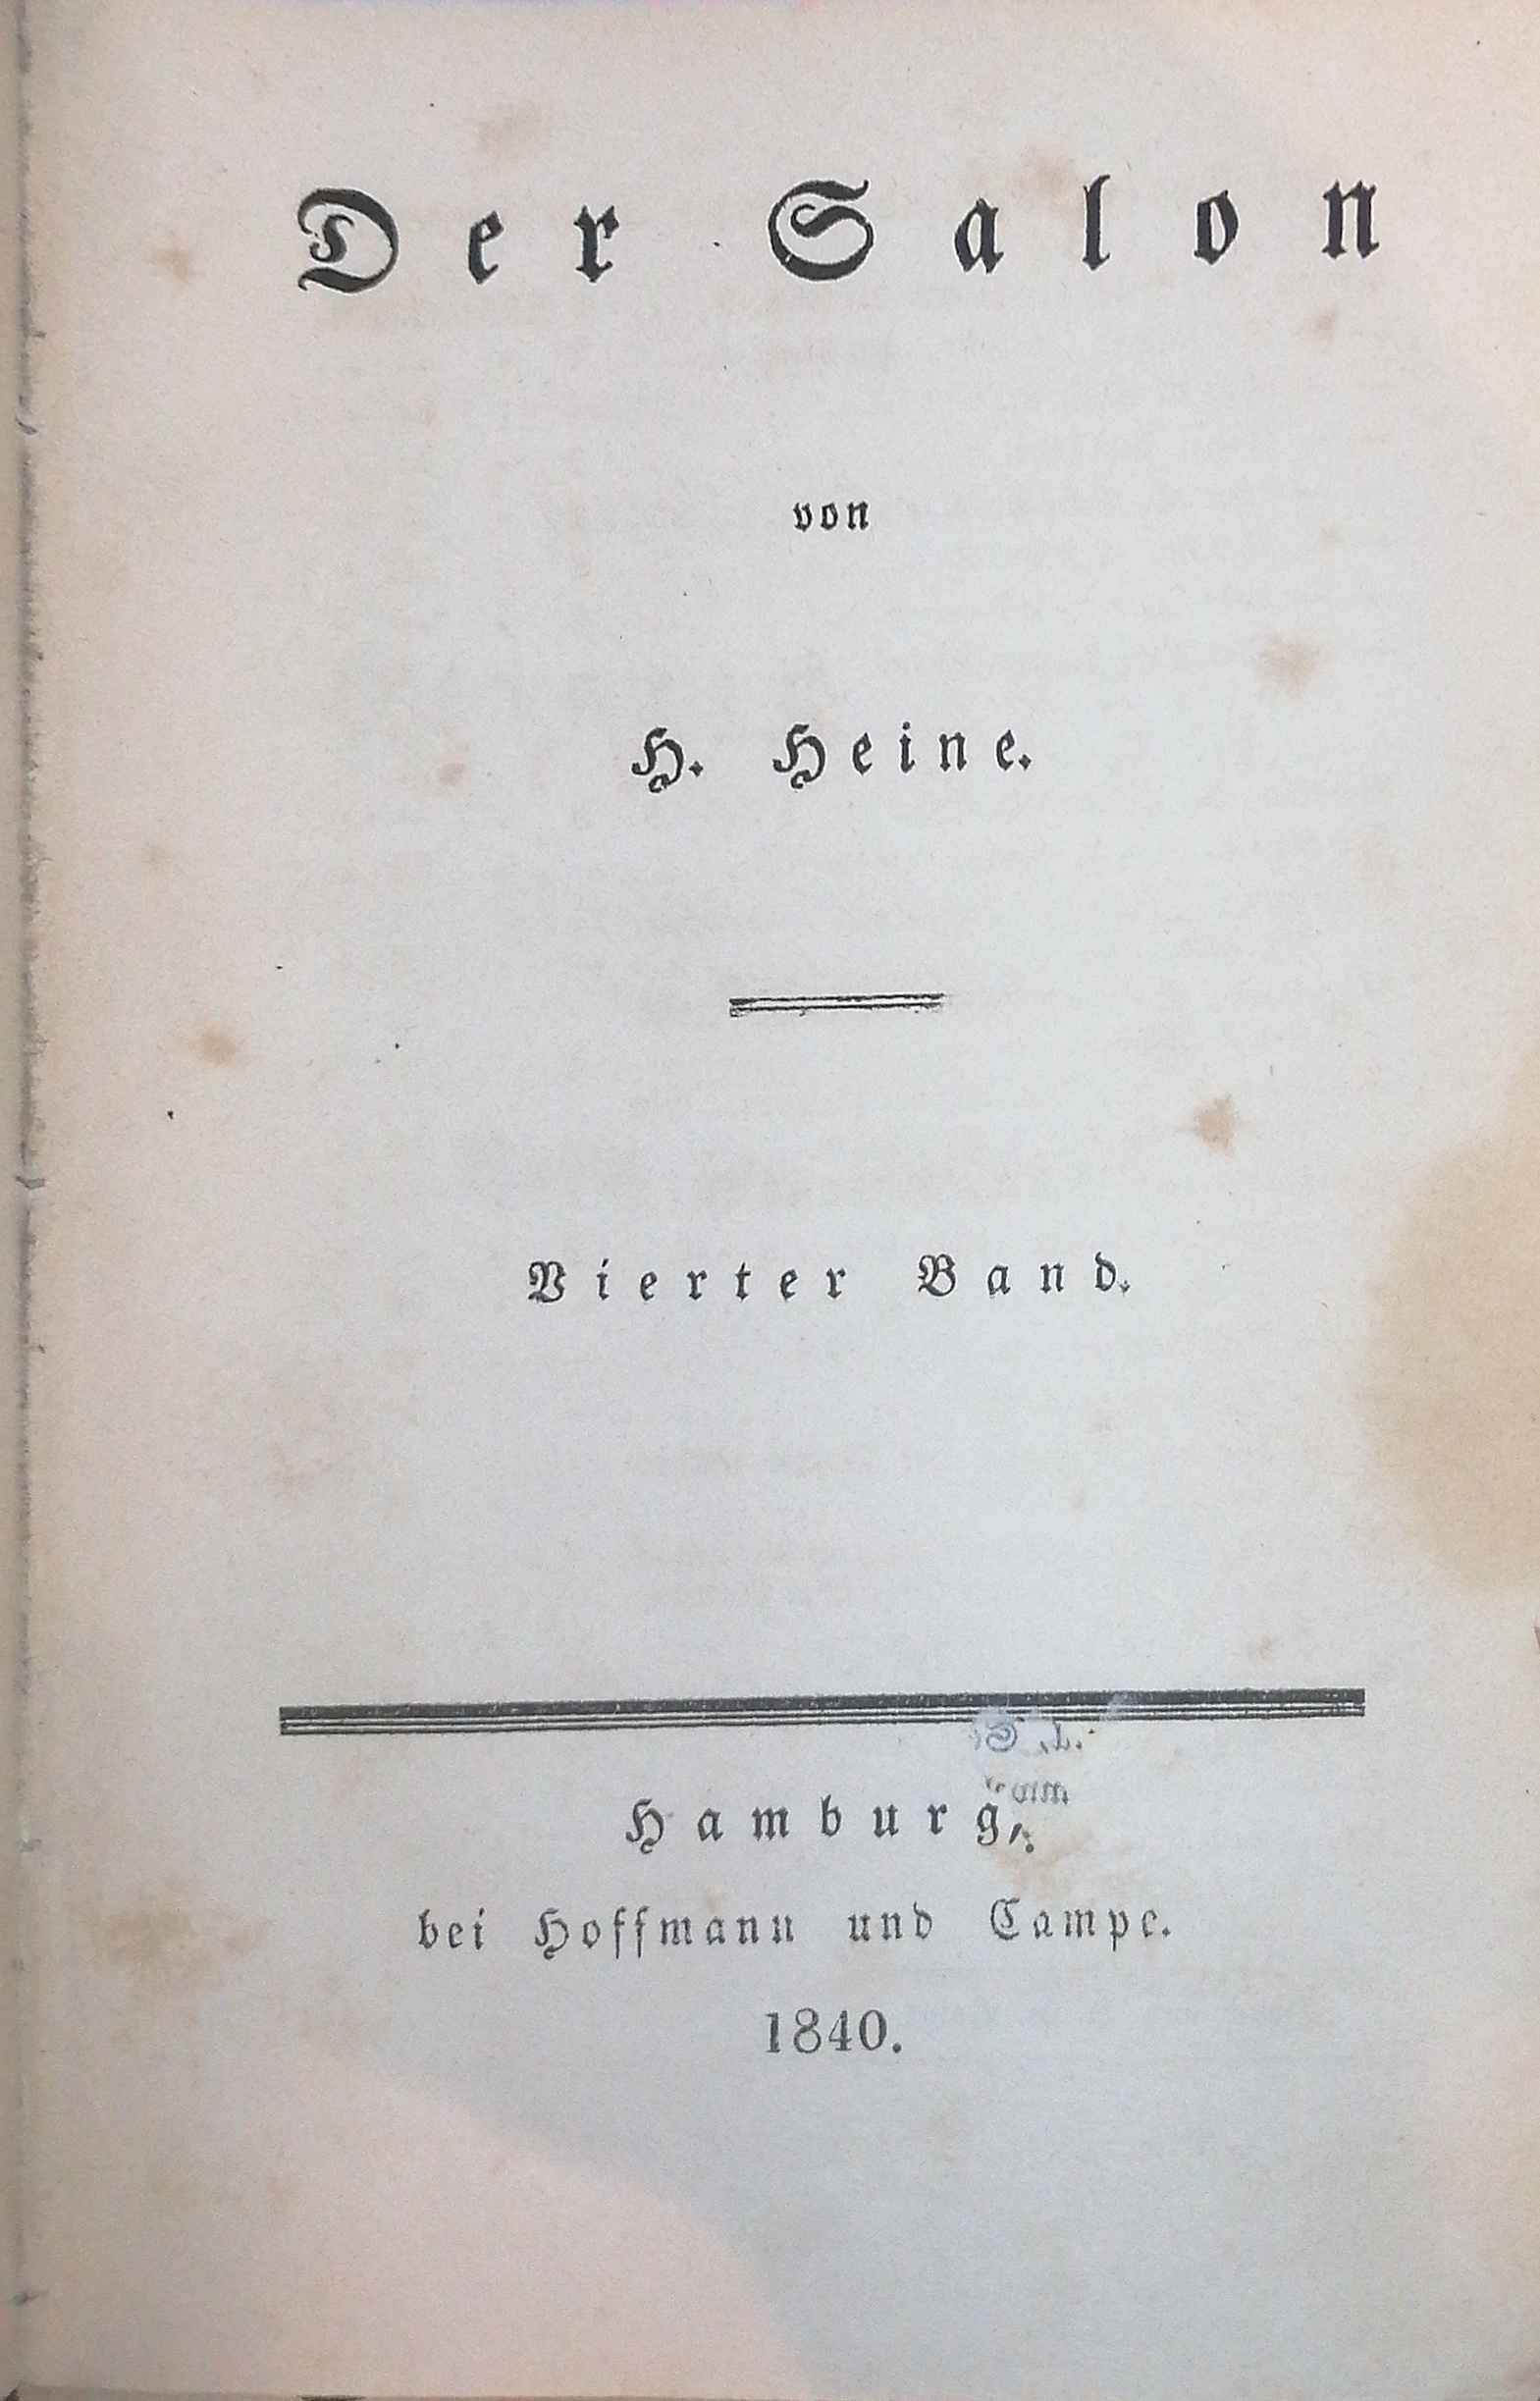 Der Salon
von
H. Heine.
Vierter Band.
Hamburg,
bei Hoffmann und Campe.
1840.